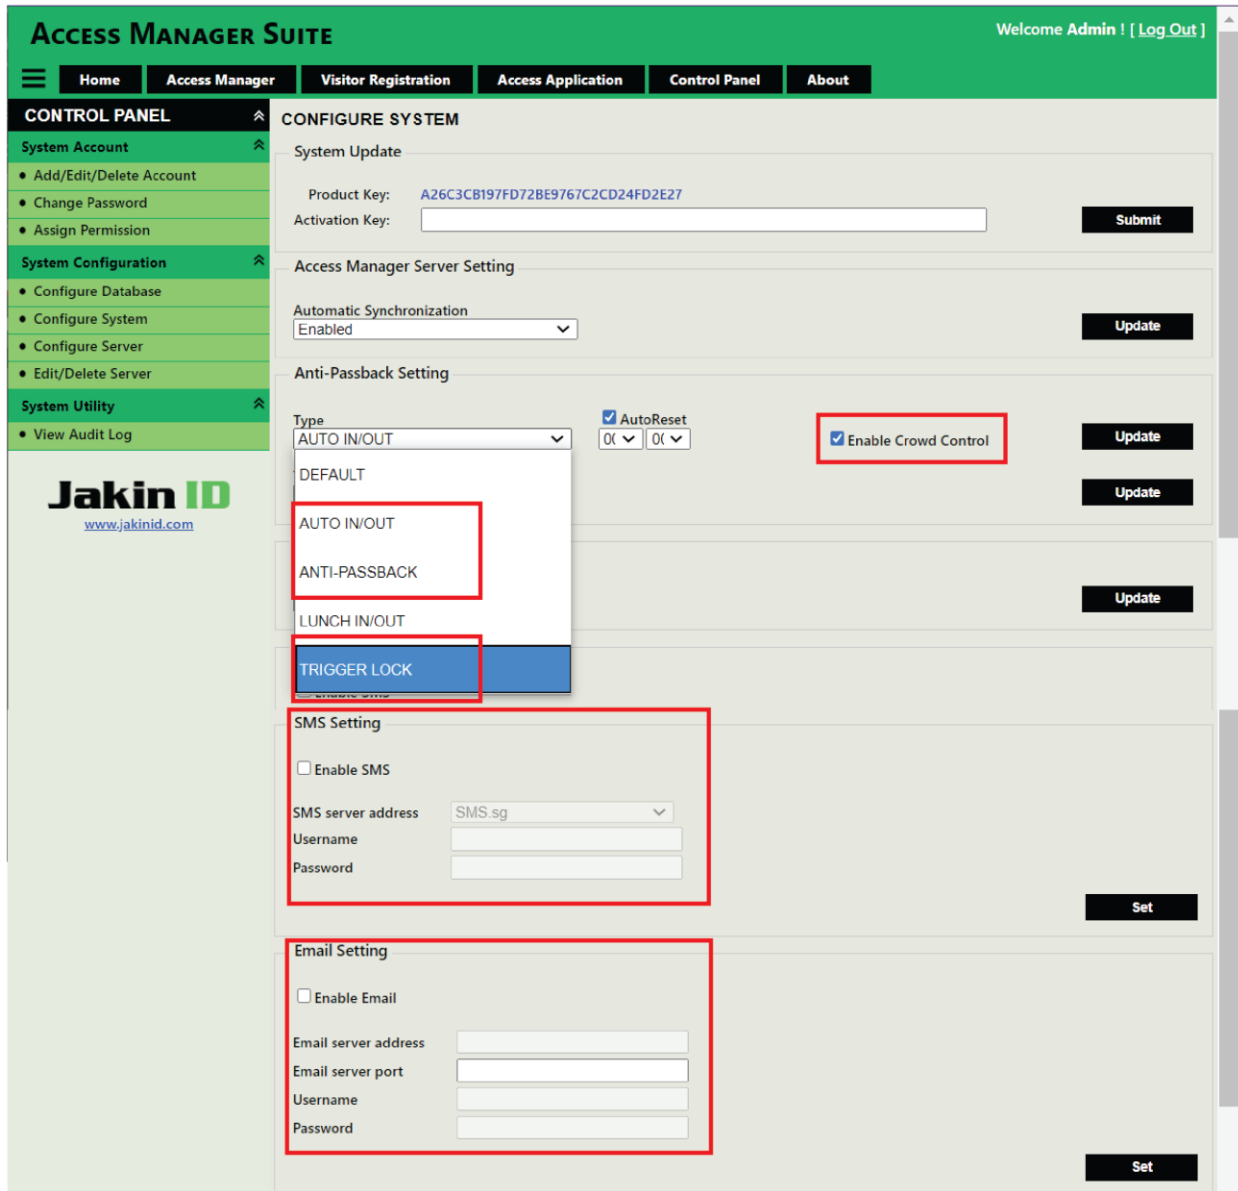 ACCESS MANAGER SUITE
Welcome Admin ! [ Log Out ]
Home Access Manager Visitor Registration Access Application Control Panel About
CONTROL PANEL
System Account
Add/Edit/Delete Account
Change Password
Assign Permission
System Configuration
Configure Database
Configure System
Configure Server
Edit/Delete Server
System Utility
View Audit Log
Jakin ID
www.jakinid.com
CONFIGURE SYSTEM
System Update
Product Key: A26C3CB197FD72BE9767C2CD24FD2E27
Activation Key:
Submit
Access Manager Server Setting
Automatic Synchronization
Enabled
Update
Anti-Passback Setting
Type
AutoReset
AUTO IN/OUT
Enable Crowd Control
Update
DEFAULT
Update
AUTO IN/OUT
ANTI-PASSBACK
Update
LUNCH IN/OUT
TRIGGER LOCK
Enable SMS
SMS Setting
Enable SMS
SMS server address SMS.sg
Username
Password
Set
Email Setting
Enable Email
Email server address
Email server port
Username
Password
Set